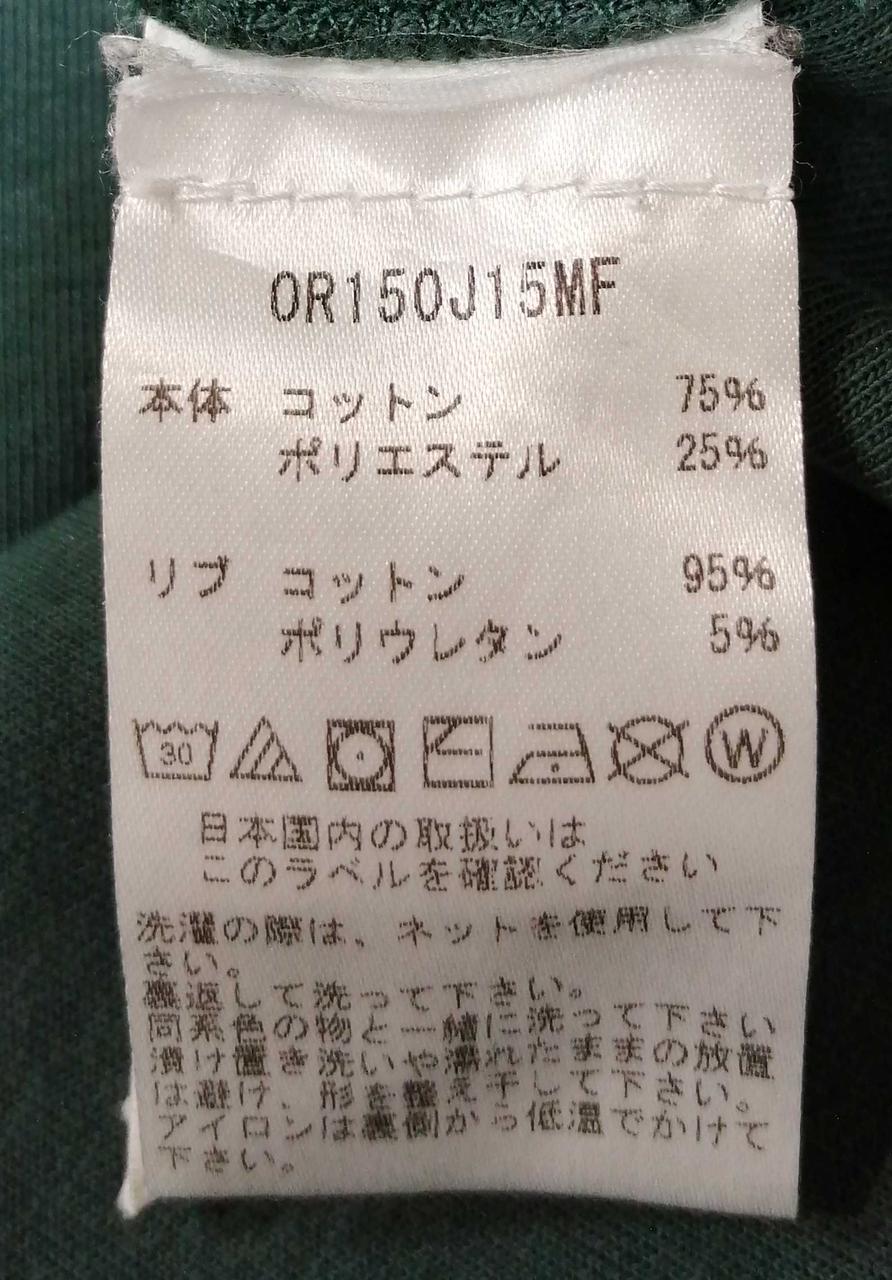 OR150J15MF
本体 コットン 75%
ポリエステル 25%
リブ コットン 95%
ポリウレタン 5%
30 W
日本国内の取扱いは
このラベルを確認ください
洗濯の際は、ネットを使用して下
さい。
裏返して洗って下さい。
同系色の物と一緒に洗って下さい
漬け置き洗いや濡れたままの放置
は避け、形を整え干して下さい。
アイロンは裏側から低温でかけて
下さい。